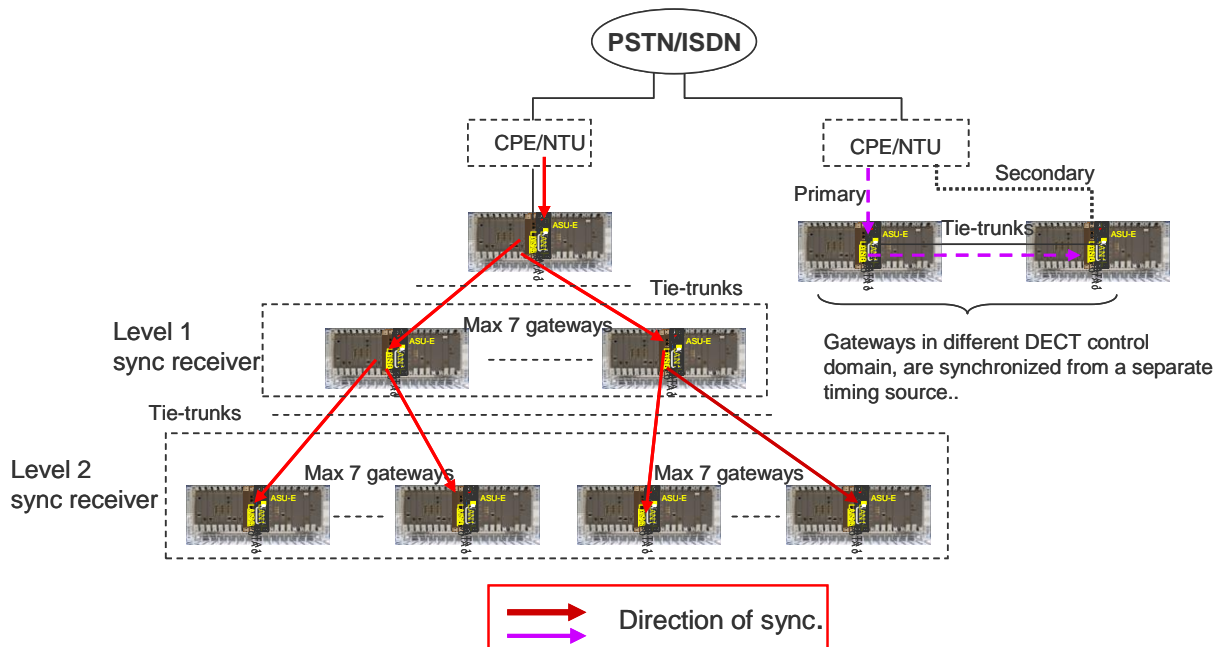 PSTN/ISDN
CPE/NTU
CPE/NTU
Secondary
Primary
ASU-E
ASU-E
Tie-trunks
ASU-E
Tie-trunks
Level 1
sync receiver
Max 7 gateways
ASU-E
ASU-E
Gateways in different DECT control
domain, are synchronized from a separate
timing source..
Tie-trunks
Level 2
sync receiver
Max 7 gateways
Max 7 gateways
ASU-E
ASU-E
ASU-E
ASU-E
Direction of sync.